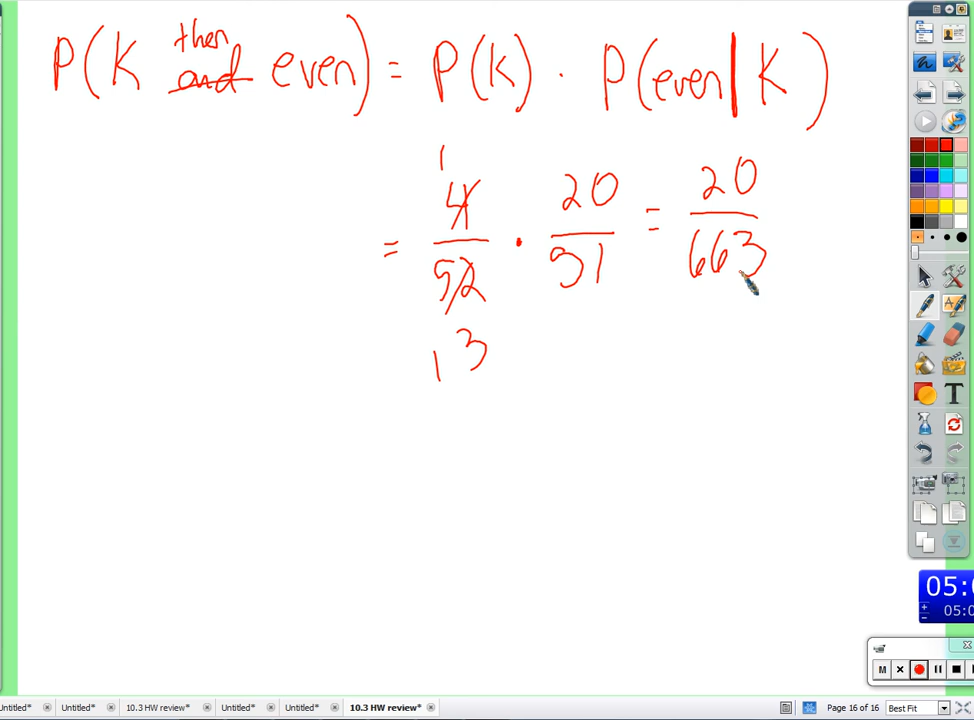 then
P(K and even) = P(K) · P(even|K)
1
= 4/52 · 20/51 = 20/663
13
05:0
05:0
M
Untitled* Untitled* 10.3 HW review* Untitled* Untitled* 10.3 HW review* Page 16 of 16 Best Fit